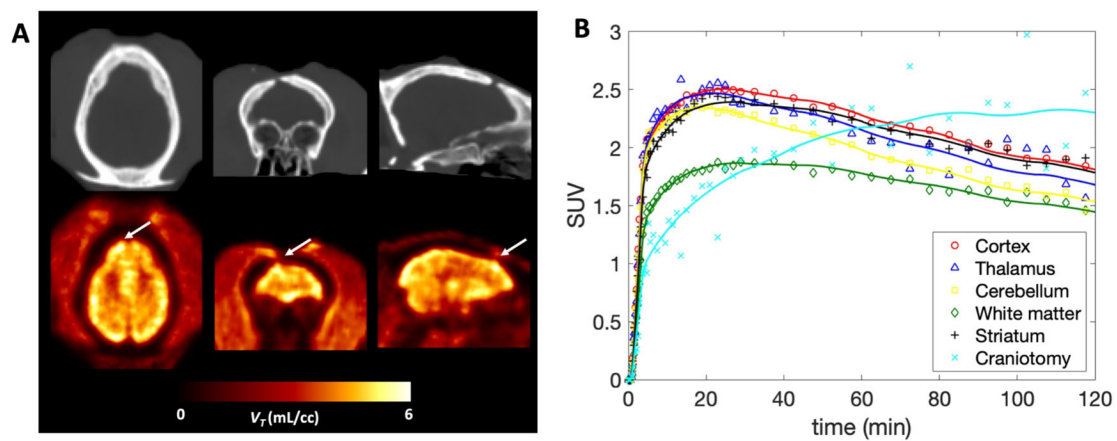 A
0
V_T (mL/cc)
6
B
SUV
3
2.5
2
1.5
1
0.5
0
0
20
40
60
80
100
120
time (min)
Cortex
Thalamus
Cerebellum
White matter
Striatum
Craniotomy